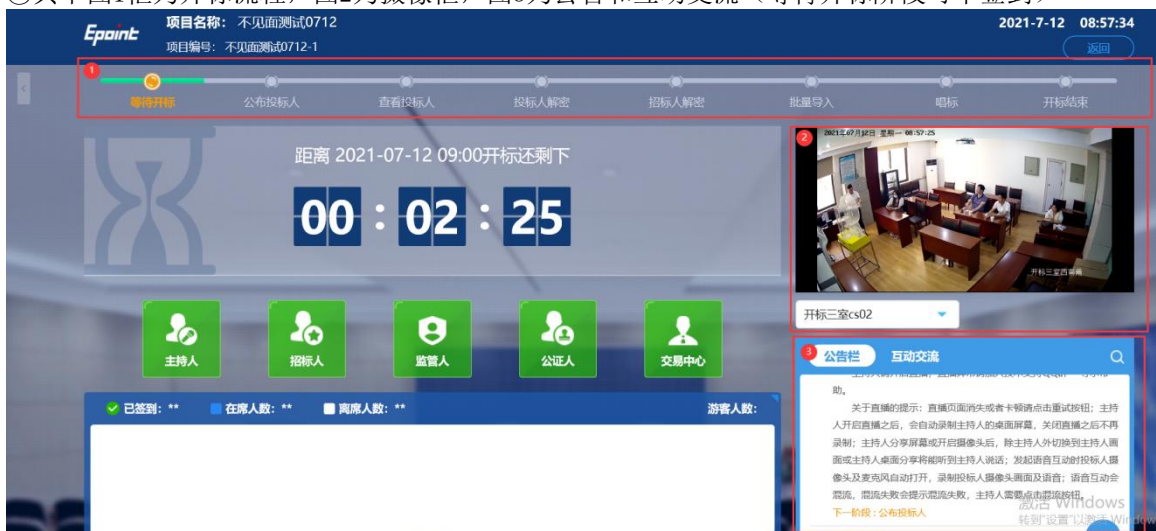 Epoint
项目名称: 不见面测试0712
2021-7-12 08:57:34
项目编号: 不见面测试0712-1
返回
1
等待开标 公布投标人 查看投标人 投标人解密 招标人解密 批量导入 唱标 开标结束
距离 2021-07-12 09:00开标还剩下
00 : 02 : 25
2
2021年07月12日 星期一 08:57:25
开标三室cs02
主持人 招标人 监管人 公证人 交易中心
已签到: ** 在席人数: ** 离席人数: ** 游客人数:
3
公告栏 互动交流
助。
关于直播的提示：直播页面消失或者卡顿请点击重试按钮；主持
人开启直播之后，会自动录制主持人的桌面屏幕，关闭直播之后不再
录制；主持人分享屏幕或开启摄像头后，除主持人外切换到主持人画
面或主持人桌面分享将能听到主持人说话；发起语音互动时投标人摄
像头及麦克风自动打开，录制投标人摄像头画面及语音；语音互动会
混流，混流失败会提示混流失败，主持人需要点击混流按钮。
下一阶段 : 公布投标人
激活 Windows
转到"设置"以激活 Windows